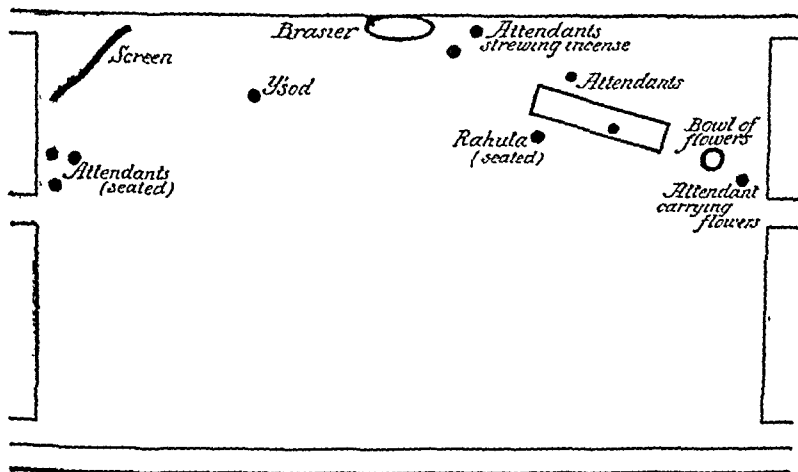 Screen
Brasier
Attendants
strewing incense
Y'sod
Attendants
Rahula
(seated)
Bowl of
flowers
Attendants
(seated)
Attendant
carrying
flowers